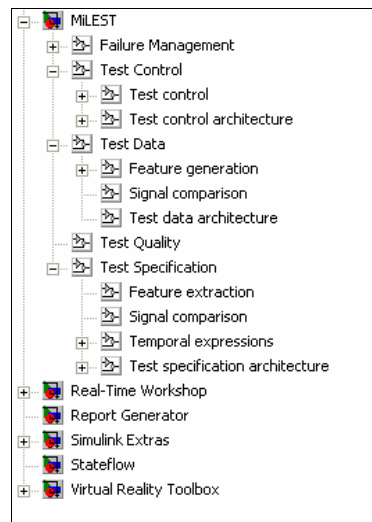 MiLEST
Failure Management
Test Control
Test control
Test control architecture
Test Data
Feature generation
Signal comparison
Test data architecture
Test Quality
Test Specification
Feature extraction
Signal comparison
Temporal expressions
Test specification architecture
Real-Time Workshop
Report Generator
Simulink Extras
Stateflow
Virtual Reality Toolbox